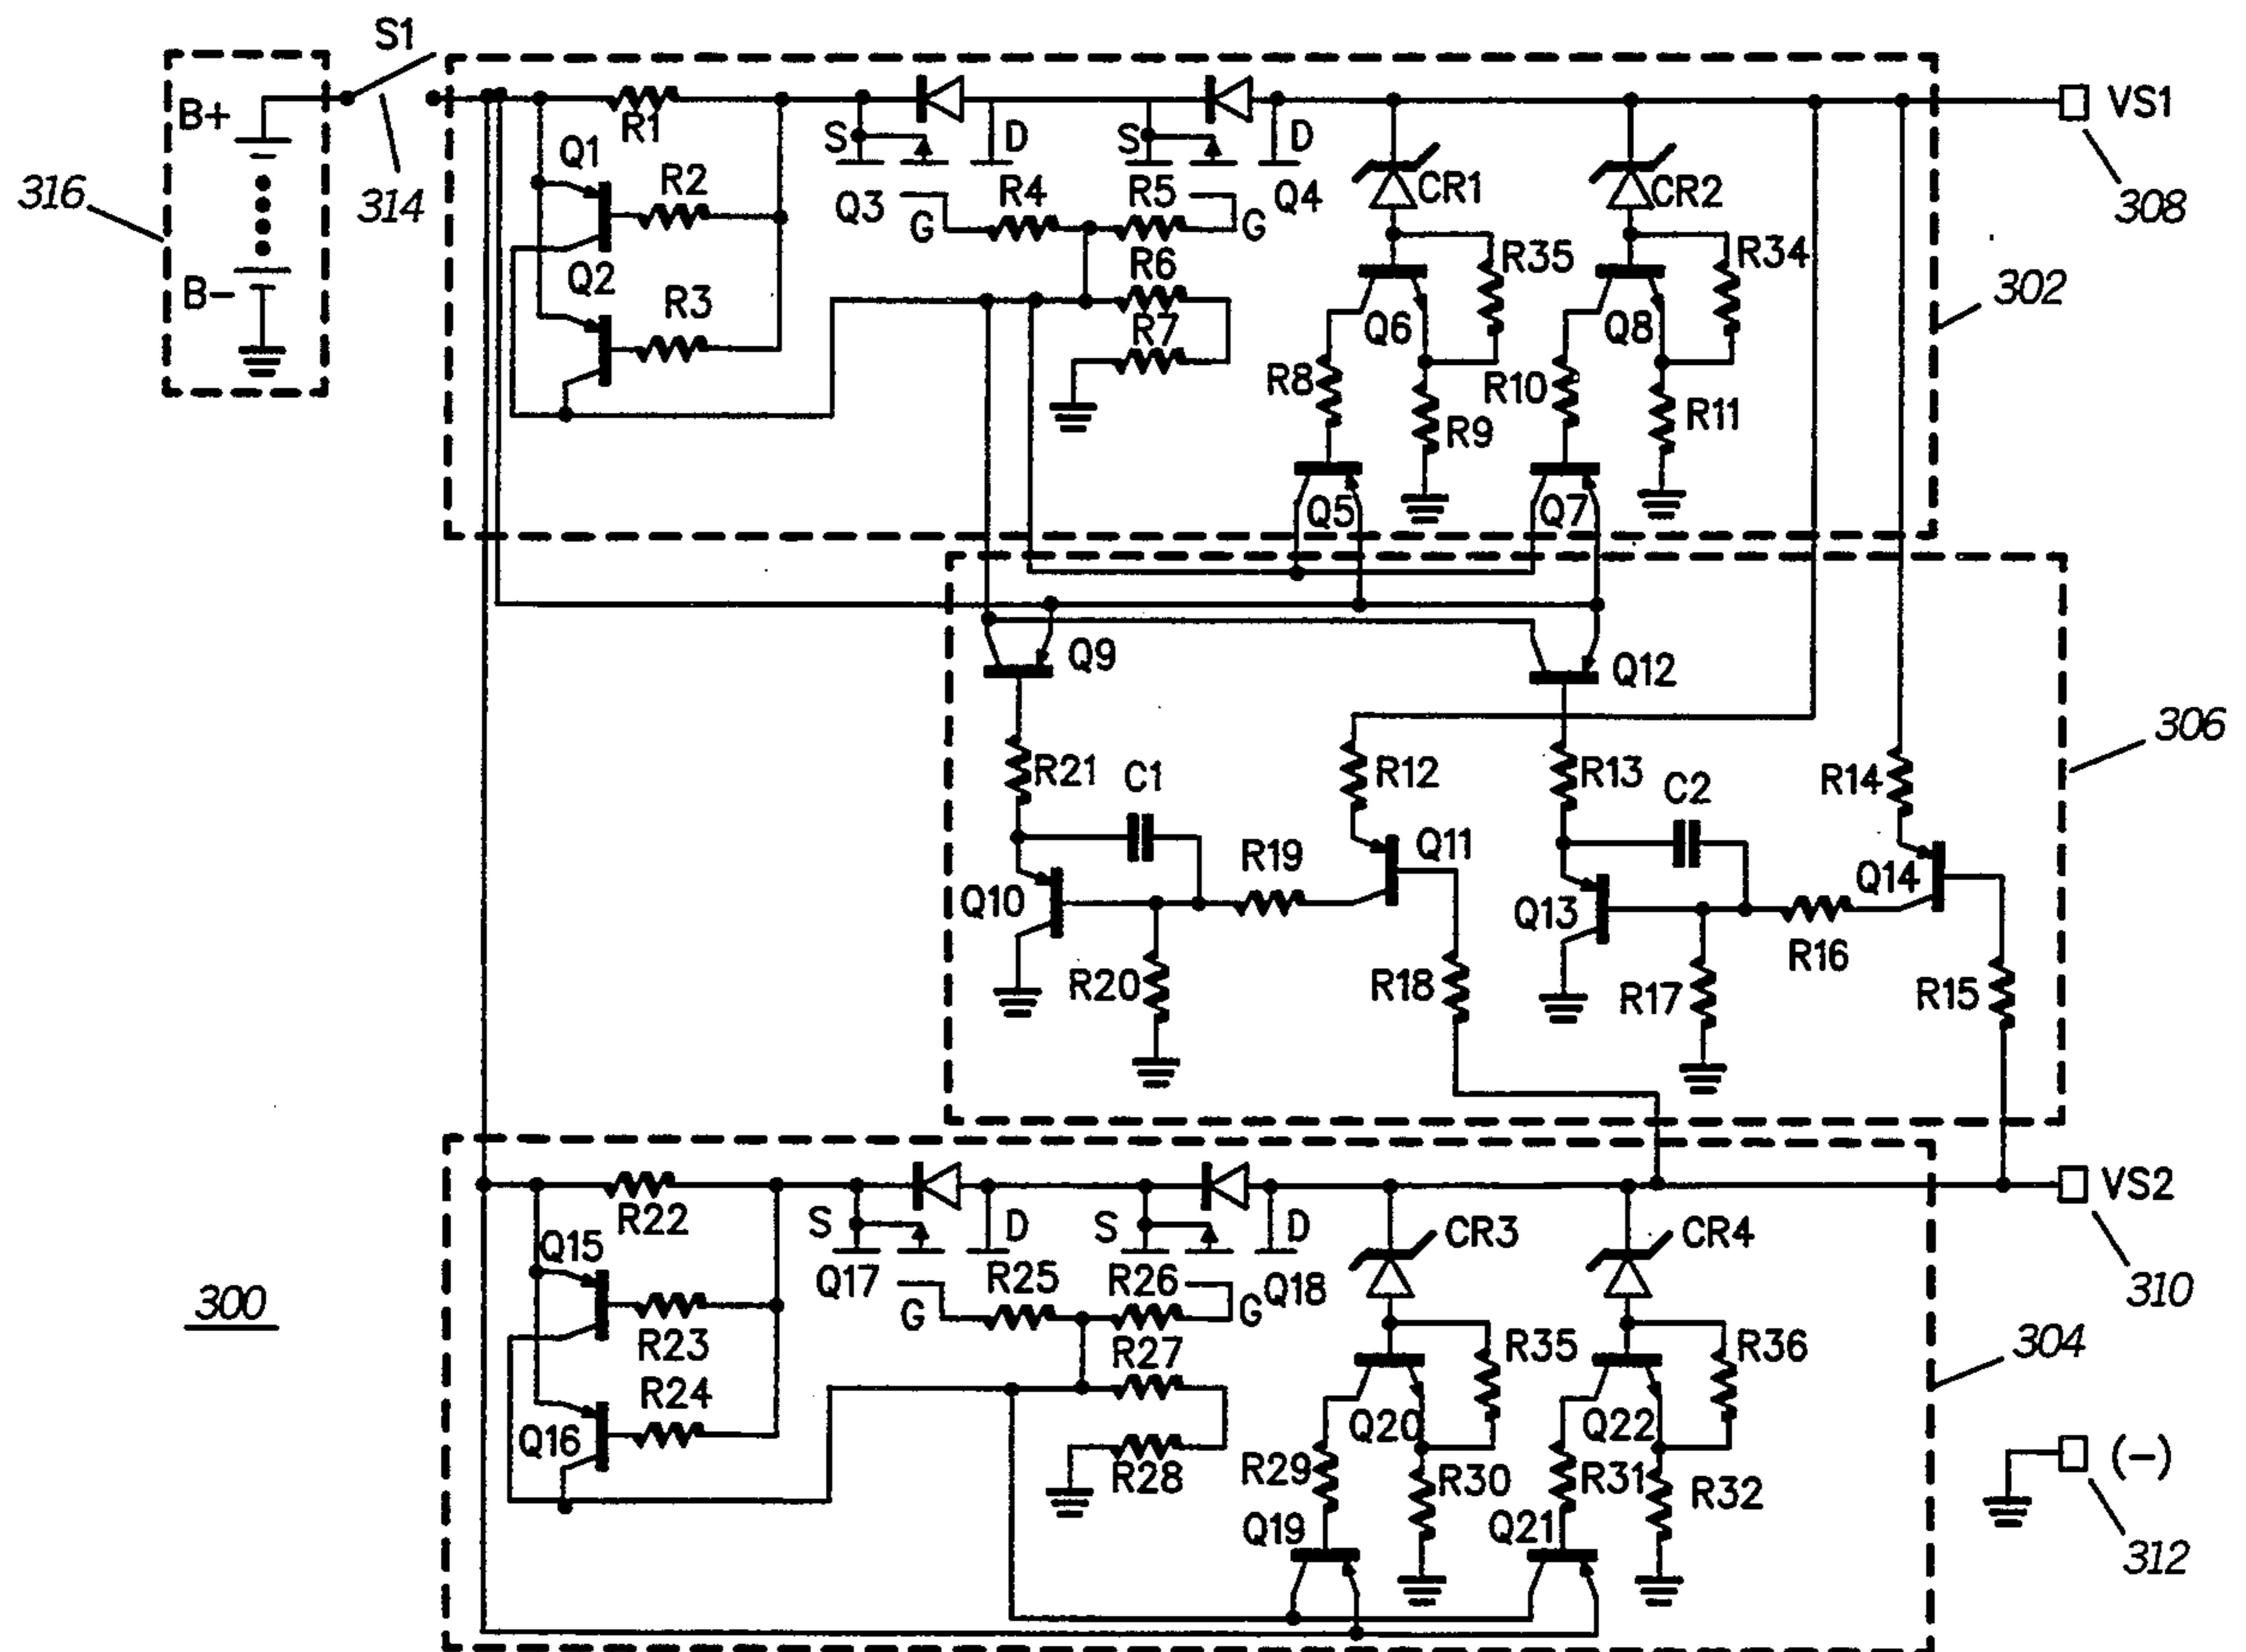 S1
B+
316
B-
314
R1
Q1
R2
Q2
R3
S
D
S
D
Q3
G
R4
R5
G
Q4
R6
R7
CR1
CR2
R35
R34
Q6
Q8
R8
R9
R10
R11
Q5
Q7
VS1
308
302
Q9
Q12
R21
C1
R12
R13
C2
R14
306
Q10
R19
Q11
Q13
Q14
R20
R18
R17
R16
R15
R22
Q15
R23
R24
Q16
S
D
S
D
Q17
G
R25
R26
G
Q18
R27
R28
CR3
CR4
R35
R36
Q20
Q22
R29
R30
R31
R32
Q19
Q21
VS2
310
304
300
(-)
312